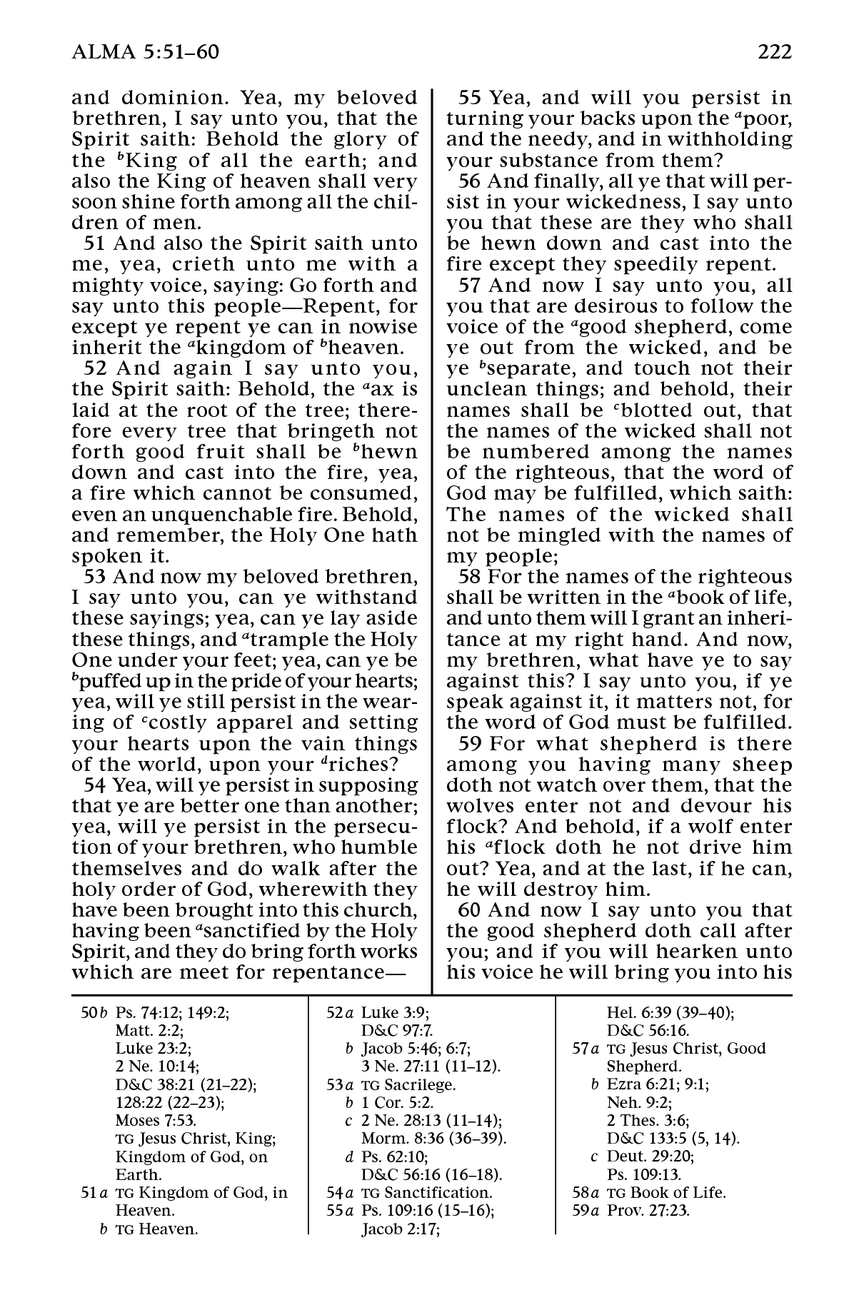 ALMA 5:51–60
222
and dominion. Yea, my beloved
brethren, I say unto you, that the
Spirit saith: Behold the glory of
the bKing of all the earth; and
also the King of heaven shall very
soon shine forth among all the chil-
dren of men.
51 And also the Spirit saith unto
me, yea, crieth unto me with a
mighty voice, saying: Go forth and
say unto this people—Repent, for
except ye repent ye can in nowise
inherit the akingdom of bheaven.
52 And again I say unto you,
the Spirit saith: Behold, the aax is
laid at the root of the tree; there-
fore every tree that bringeth not
forth good fruit shall be bhewn
down and cast into the fire, yea,
a fire which cannot be consumed,
even an unquenchable fire. Behold,
and remember, the Holy One hath
spoken it.
53 And now my beloved brethren,
I say unto you, can ye withstand
these sayings; yea, can ye lay aside
these things, and atrample the Holy
One under your feet; yea, can ye be
bpuffed up in the pride of your hearts;
yea, will ye still persist in the wear-
ing of ccostly apparel and setting
your hearts upon the vain things
of the world, upon your driches?
54 Yea, will ye persist in supposing
that ye are better one than another;
yea, will ye persist in the persecu-
tion of your brethren, who humble
themselves and do walk after the
holy order of God, wherewith they
have been brought into this church,
having been asanctified by the Holy
Spirit, and they do bring forth works
which are meet for repentance—
55 Yea, and will you persist in
turning your backs upon the apoor,
and the needy, and in withholding
your substance from them?
56 And finally, all ye that will per-
sist in your wickedness, I say unto
you that these are they who shall
be hewn down and cast into the
fire except they speedily repent.
57 And now I say unto you, all
you that are desirous to follow the
voice of the agood shepherd, come
ye out from the wicked, and be
ye bseparate, and touch not their
unclean things; and behold, their
names shall be cblotted out, that
the names of the wicked shall not
be numbered among the names
of the righteous, that the word of
God may be fulfilled, which saith:
The names of the wicked shall
not be mingled with the names of
my people;
58 For the names of the righteous
shall be written in the abook of life,
and unto them will I grant an inheri-
tance at my right hand. And now,
my brethren, what have ye to say
against this? I say unto you, if ye
speak against it, it matters not, for
the word of God must be fulfilled.
59 For what shepherd is there
among you having many sheep
doth not watch over them, that the
wolves enter not and devour his
flock? And behold, if a wolf enter
his aflock doth he not drive him
out? Yea, and at the last, if he can,
he will destroy him.
60 And now I say unto you that
the good shepherd doth call after
you; and if you will hearken unto
his voice he will bring you into his
50b Ps. 74:12; 149:2;
Matt. 2:2;
Luke 23:2;
2 Ne. 10:14;
D&C 38:21 (21–22);
128:22 (22–23);
Moses 7:53.
TG Jesus Christ, King;
Kingdom of God, on
Earth.
51a TG Kingdom of God, in
Heaven.
b TG Heaven.
52a Luke 3:9;
D&C 97:7.
b Jacob 5:46; 6:7;
3 Ne. 27:11 (11–12).
53a TG Sacrilege.
b 1 Cor. 5:2.
c 2 Ne. 28:13 (11–14);
Morm. 8:36 (36–39).
d Ps. 62:10;
D&C 56:16 (16–18).
54a TG Sanctification.
55a Ps. 109:16 (15–16);
Jacob 2:17;
Hel. 6:39 (39–40);
D&C 56:16.
57a TG Jesus Christ, Good
Shepherd.
b Ezra 6:21; 9:1;
Neh. 9:2;
2 Thes. 3:6;
D&C 133:5 (5, 14).
c Deut. 29:20;
Ps. 109:13.
58a TG Book of Life.
59a Prov. 27:23.